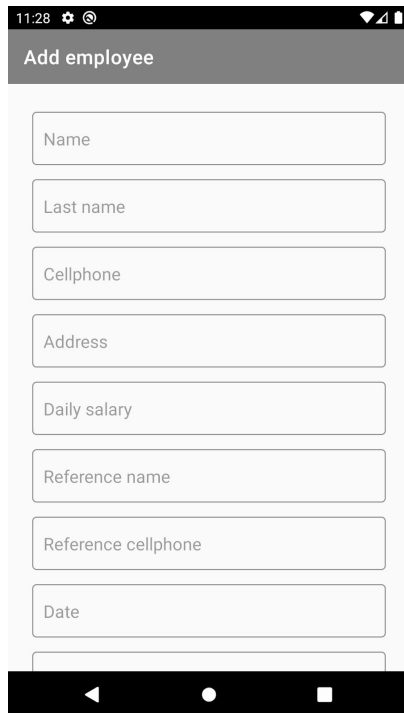 11:28
Add employee
Name
Last name
Cellphone
Address
Daily salary
Reference name
Reference cellphone
Date